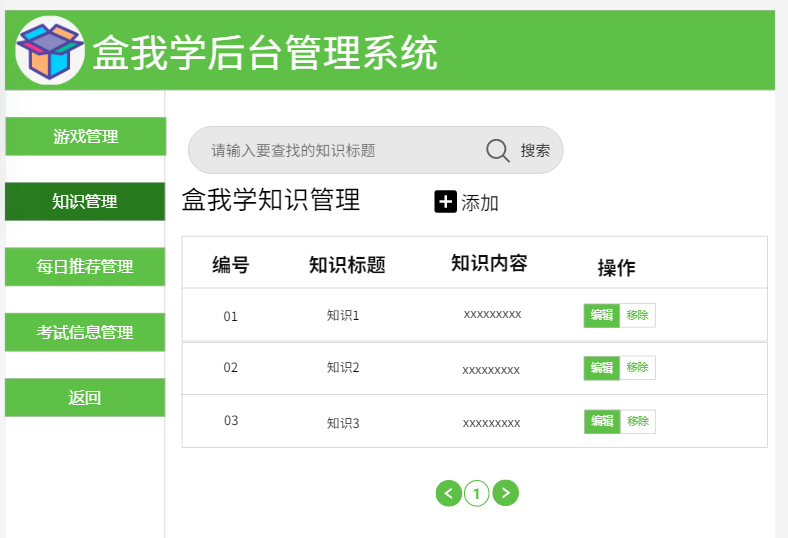 盒我学后台管理系统
游戏管理
知识管理
每日推荐管理
考试信息管理
返回
请输入要查找的知识标题 搜索
盒我学知识管理 添加
编号 知识标题 知识内容 操作
01 知识1 xxxxxxxxx 编辑 移除
02 知识2 xxxxxxxxx 编辑 移除
03 知识3 xxxxxxxxx 编辑 移除
< 1 >